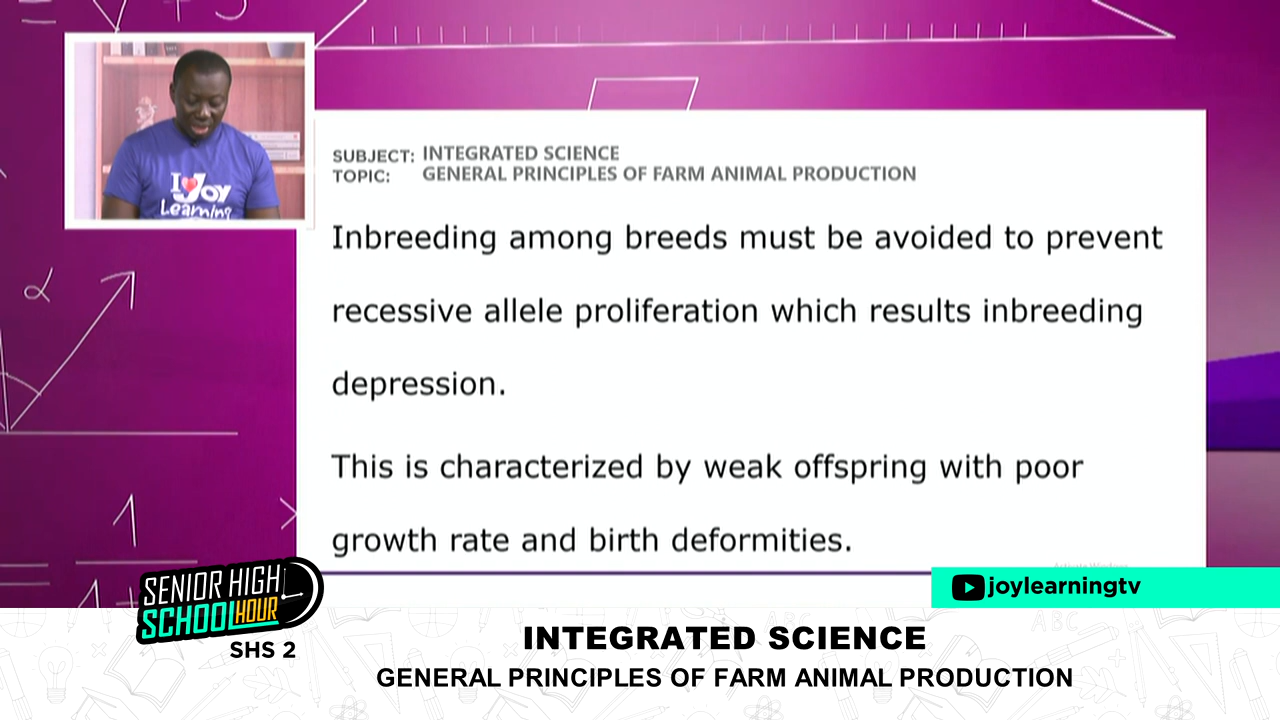 I ❤ Joy
Learning
SUBJECT: INTEGRATED SCIENCE
TOPIC: GENERAL PRINCIPLES OF FARM ANIMAL PRODUCTION
Inbreeding among breeds must be avoided to prevent
recessive allele proliferation which results inbreeding
depression.
This is characterized by weak offspring with poor
growth rate and birth deformities.
α
1
SENIOR HIGH
SCHOOL HOUR
SHS 2
joylearningtv
INTEGRATED SCIENCE
GENERAL PRINCIPLES OF FARM ANIMAL PRODUCTION
ABC